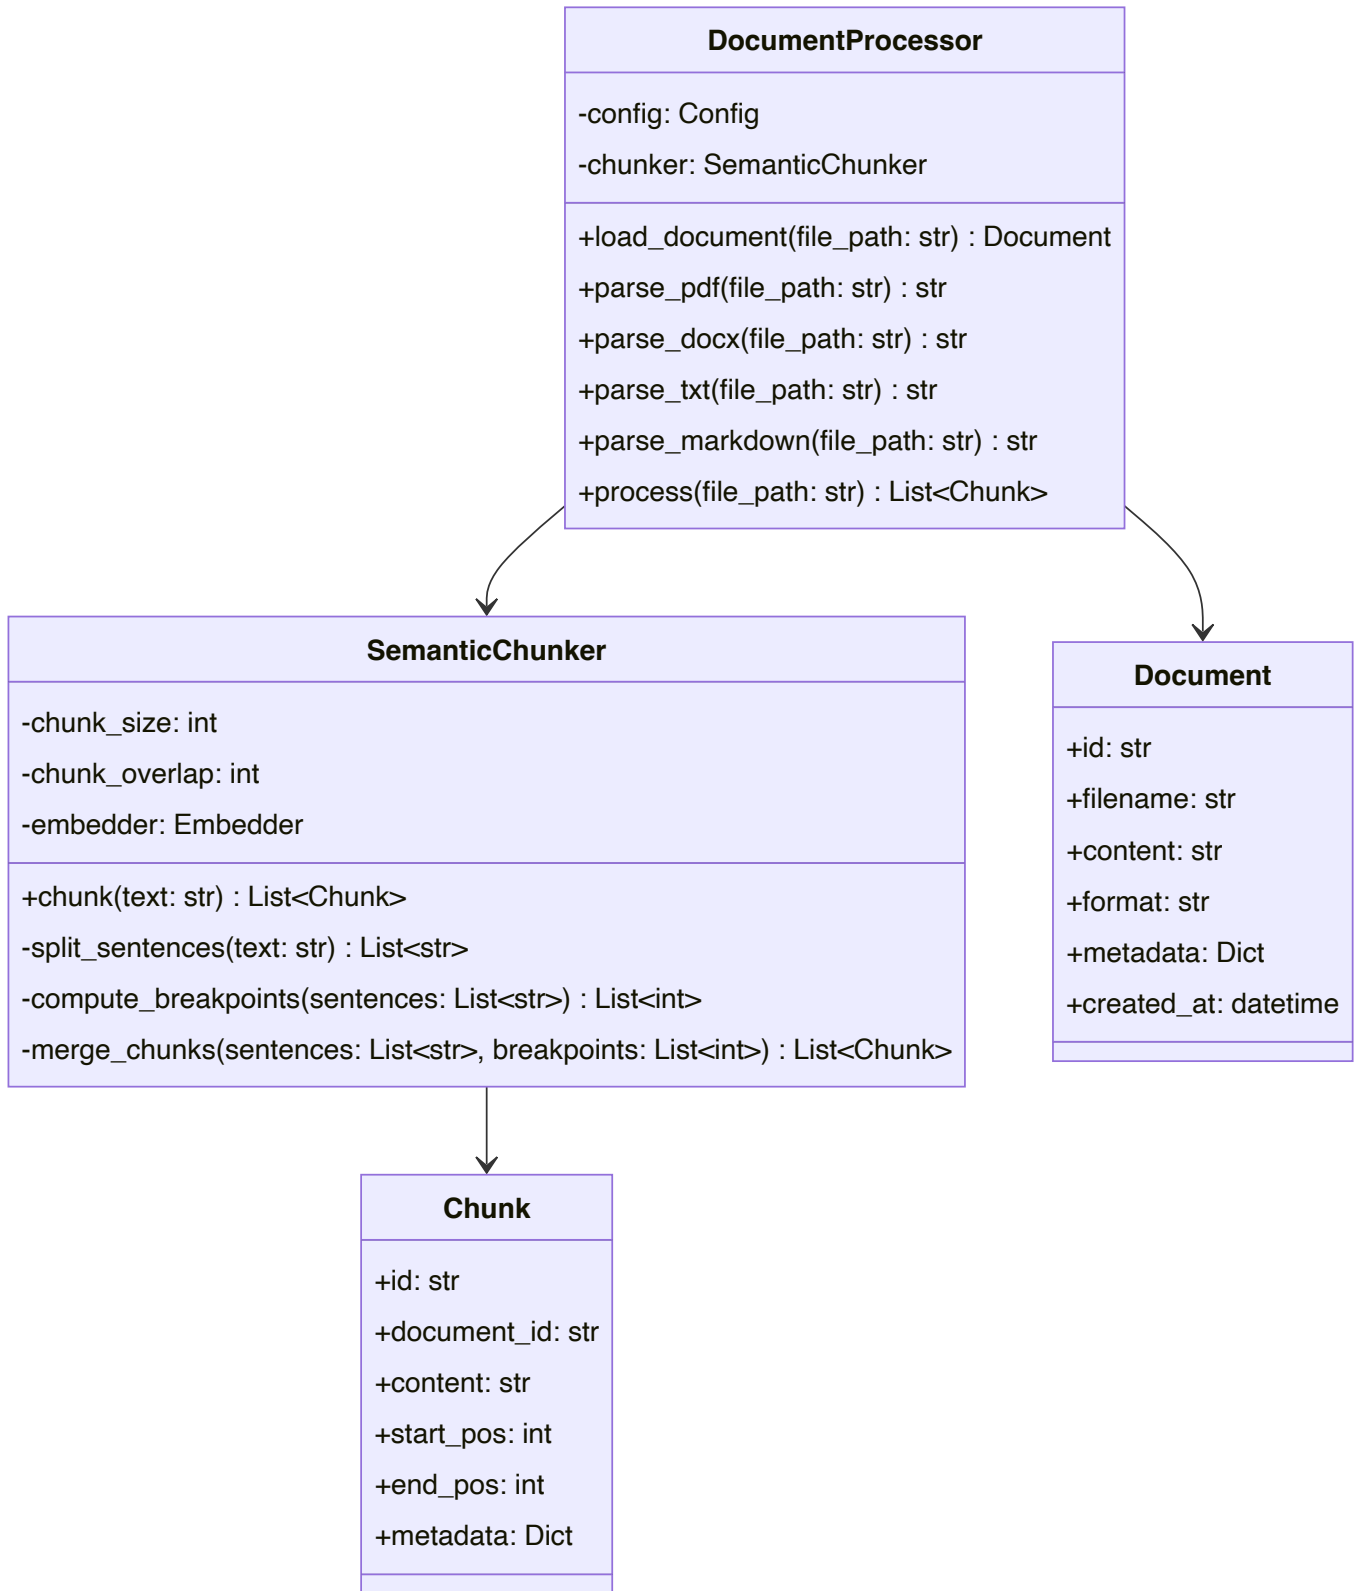 DocumentProcessor
-config: Config
-chunker: SemanticChunker
+load_document(file_path: str) : Document
+parse_pdf(file_path: str) : str
+parse_docx(file_path: str) : str
+parse_txt(file_path: str) : str
+parse_markdown(file_path: str) : str
+process(file_path: str) : List<Chunk>
SemanticChunker
-chunk_size: int
-chunk_overlap: int
-embedder: Embedder
+chunk(text: str) : List<Chunk>
-split_sentences(text: str) : List<str>
-compute_breakpoints(sentences: List<str>) : List<int>
-merge_chunks(sentences: List<str>, breakpoints: List<int>) : List<Chunk>
Document
+id: str
+filename: str
+content: str
+format: str
+metadata: Dict
+created_at: datetime
Chunk
+id: str
+document_id: str
+content: str
+start_pos: int
+end_pos: int
+metadata: Dict